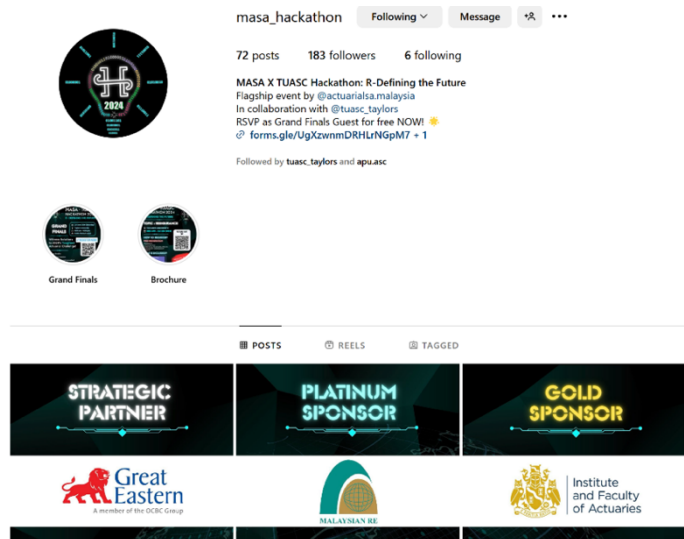 masa_hackathon Following Message
72 posts 183 followers 6 following
MASA X TUASC Hackathon: R-Defining the Future
Flagship event by @actuarialsa.malaysia
In collaboration with @tuasc_taylors
RSVP as Grand Finals Guest for free NOW! ☀️
forms.gle/UgXzwnmDRHLrNGpM7 + 1
Followed by tuasc_taylors and apu.asc
H
2024
GRAND
FINALS
Grand Finals Brochure
POSTS REELS TAGGED
STRATEGIC
PARTNER
PLATINUM
SPONSOR
GOLD
SPONSOR
Great
Eastern
A member of the OCBC Group
MALAYSIAN RE
Institute
and Faculty
of Actuaries